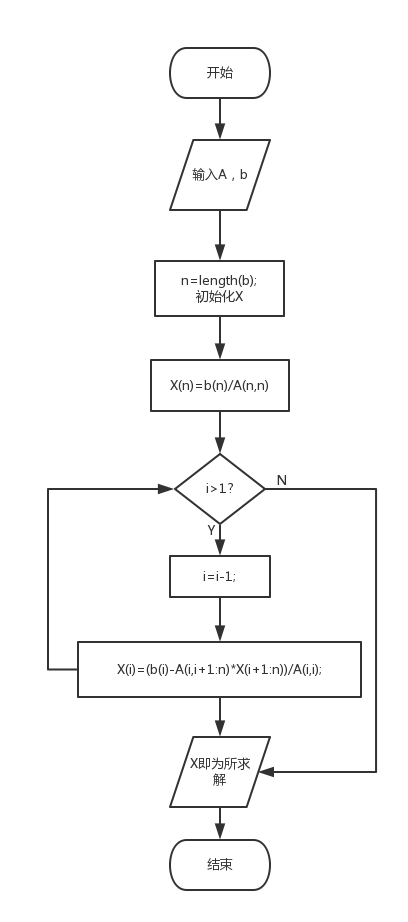 开始
输入A，b
n=length(b);
初始化X
X(n)=b(n)/A(n,n)
i>1?
N
Y
i=i-1;
X(i)=(b(i)-A(i,i+1:n)*X(i+1:n))/A(i,i);
X即为所求
解
结束